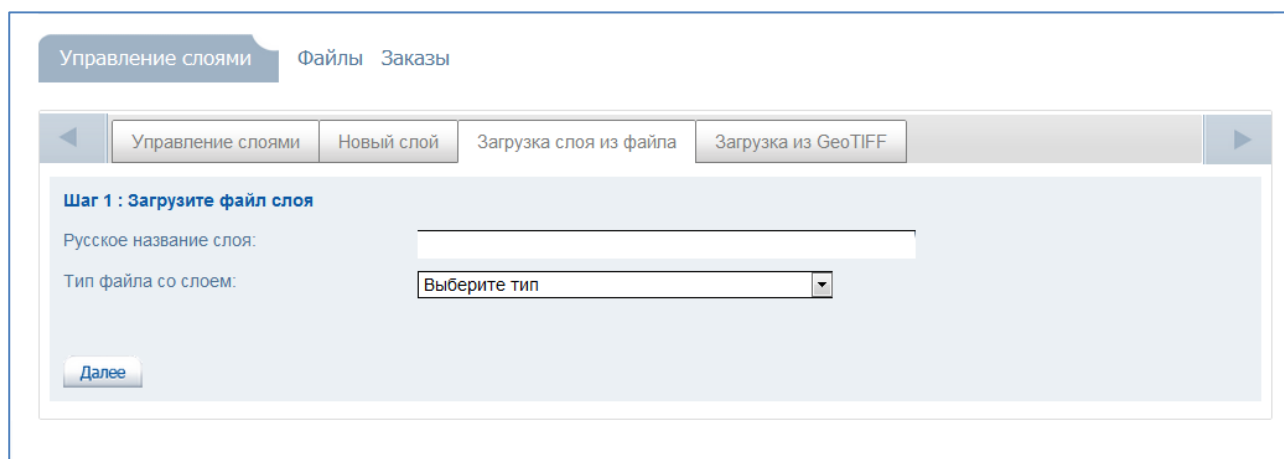 Управление слоями Файлы Заказы
Управление слоями Новый слой Загрузка слоя из файла Загрузка из GeoTIFF
Шаг 1 : Загрузите файл слоя
Русское название слоя:
Тип файла со слоем: Выберите тип
Далее